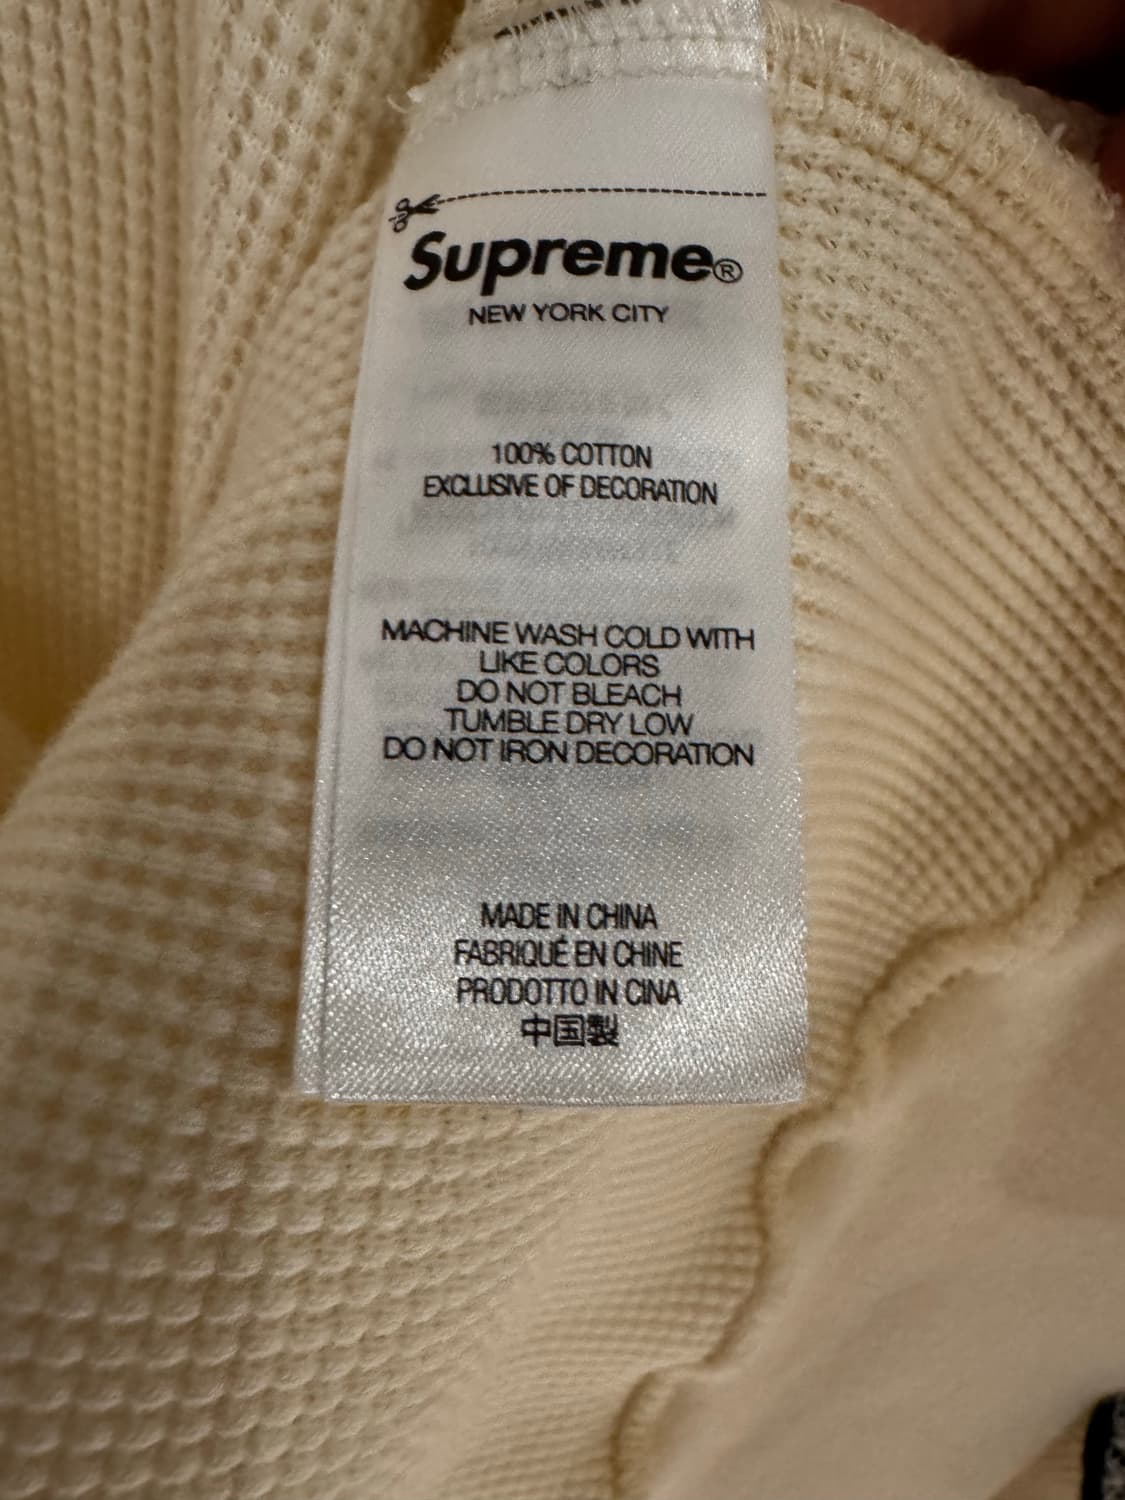 Supreme®
NEW YORK CITY
100% COTTON
EXCLUSIVE OF DECORATION
MACHINE WASH COLD WITH
LIKE COLORS
DO NOT BLEACH
TUMBLE DRY LOW
DO NOT IRON DECORATION
MADE IN CHINA
FABRIQUÉ EN CHINE
PRODOTTO IN CINA
中国製